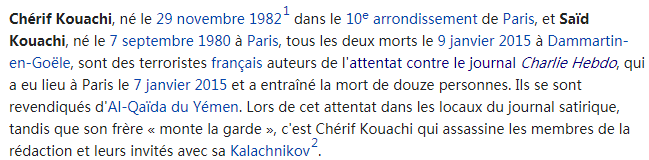 Chérif Kouachi, né le 29 novembre 1982¹ dans le 10ᵉ arrondissement de Paris, et Saïd
Kouachi, né le 7 septembre 1980 à Paris, tous les deux morts le 9 janvier 2015 à Dammartin-
en-Goële, sont des terroristes français auteurs de l'attentat contre le journal Charlie Hebdo, qui
a eu lieu à Paris le 7 janvier 2015 et a entraîné la mort de douze personnes. Ils se sont
revendiqués d'Al-Qaïda du Yémen. Lors de cet attentat dans les locaux du journal satirique,
tandis que son frère « monte la garde », c'est Chérif Kouachi qui assassine les membres de la
rédaction et leurs invités avec sa Kalachnikov².